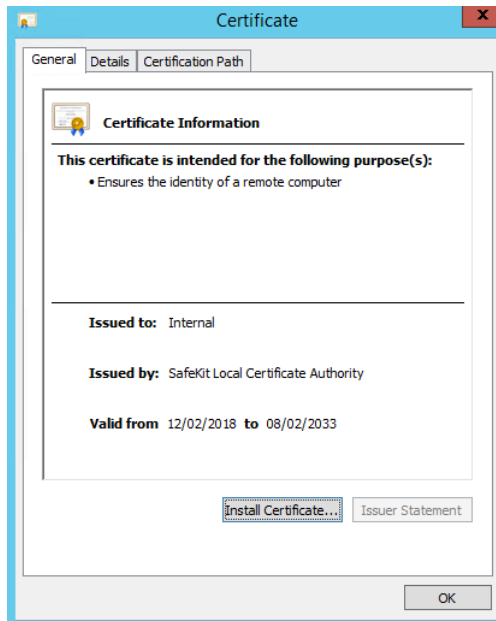 Certificate
x
General Details Certification Path
Certificate Information
This certificate is intended for the following purpose(s):
• Ensures the identity of a remote computer
Issued to: Internal
Issued by: SafeKit Local Certificate Authority
Valid from 12/02/2018 to 08/02/2033
Install Certificate... Issuer Statement
OK